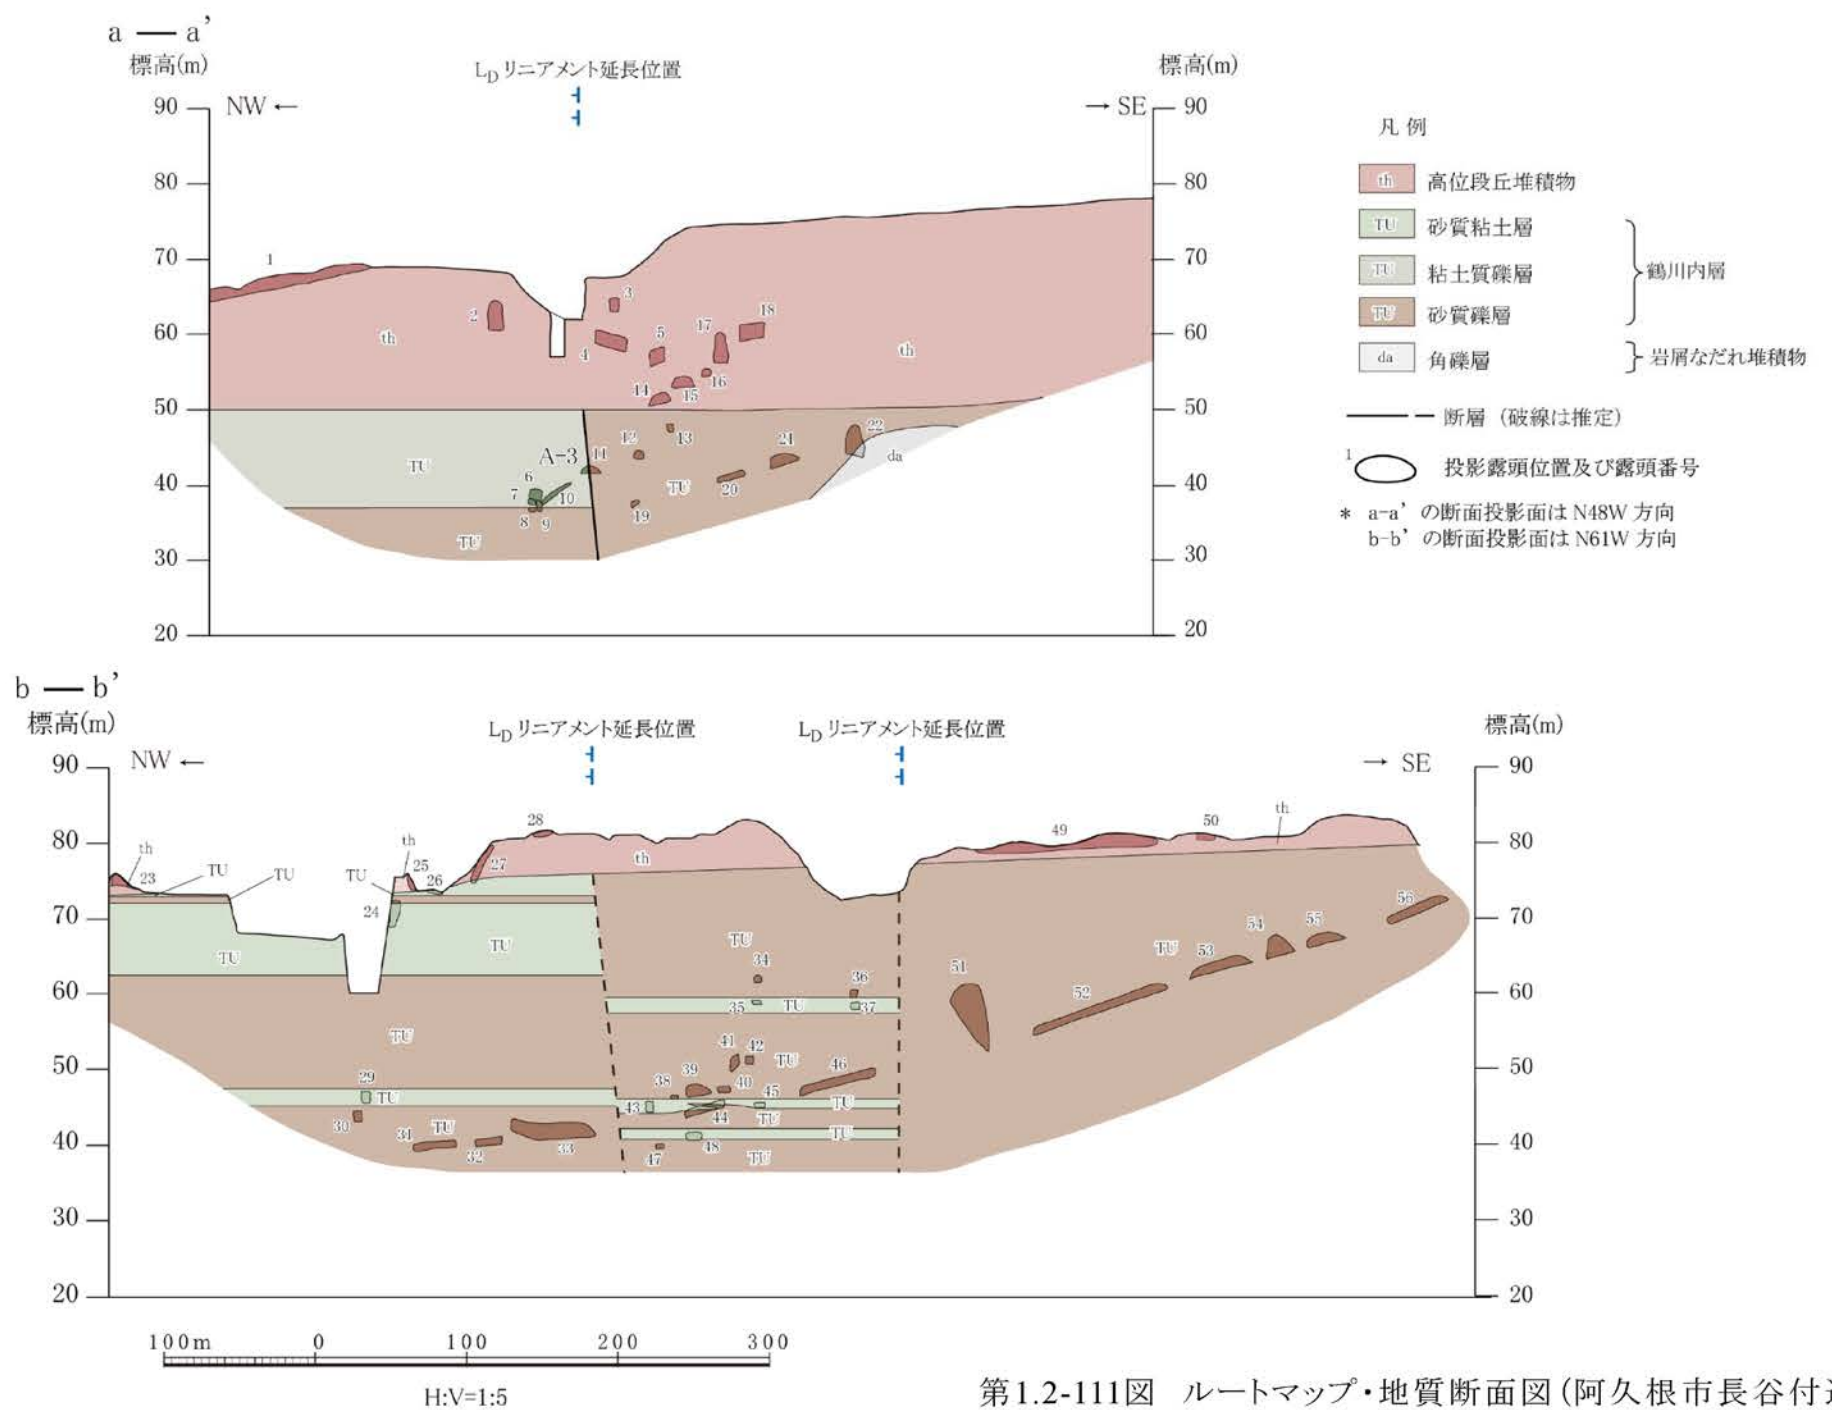 a — a’
標高(m)
LD リニアメント延長位置
標高(m)
NW ←
→ SE
90
80
70
60
50
40
30
20
90
80
70
60
50
40
30
20
1
2
3
4
5
6
7
8
9
10
11
12
13
14
15
16
17
18
19
20
21
22
th
th
TU
A-3
TU
TU
da
凡 例
th 高位段丘堆積物
TU 砂質粘土層
TU 粘土質礫層
TU 砂質礫層
鶴川内層
da 角礫層
岩屑なだれ堆積物
断層（破線は推定）
1 投影露頭位置及び露頭番号
* a-a’ の断面投影面は N48W 方向
b-b’ の断面投影面は N61W 方向
b — b’
標高(m)
LD リニアメント延長位置
LD リニアメント延長位置
標高(m)
NW ←
→ SE
90
80
70
60
50
40
30
20
90
80
70
60
50
40
30
20
th
23
TU
TU
TU
th
25
26
24
27
28
th
49
50
th
TU
TU
TU
TU
34
35
TU
36
37
51
52
TU
53
54
55
56
29
TU
30
31
TU
32
33
38
39
40
41
42
TU
46
43
44
45
TU
TU
TU
47
48
TU
100m 0 100 200 300
H:V=1:5
第1.2-111図 ルートマップ・地質断面図(阿久根市長谷付